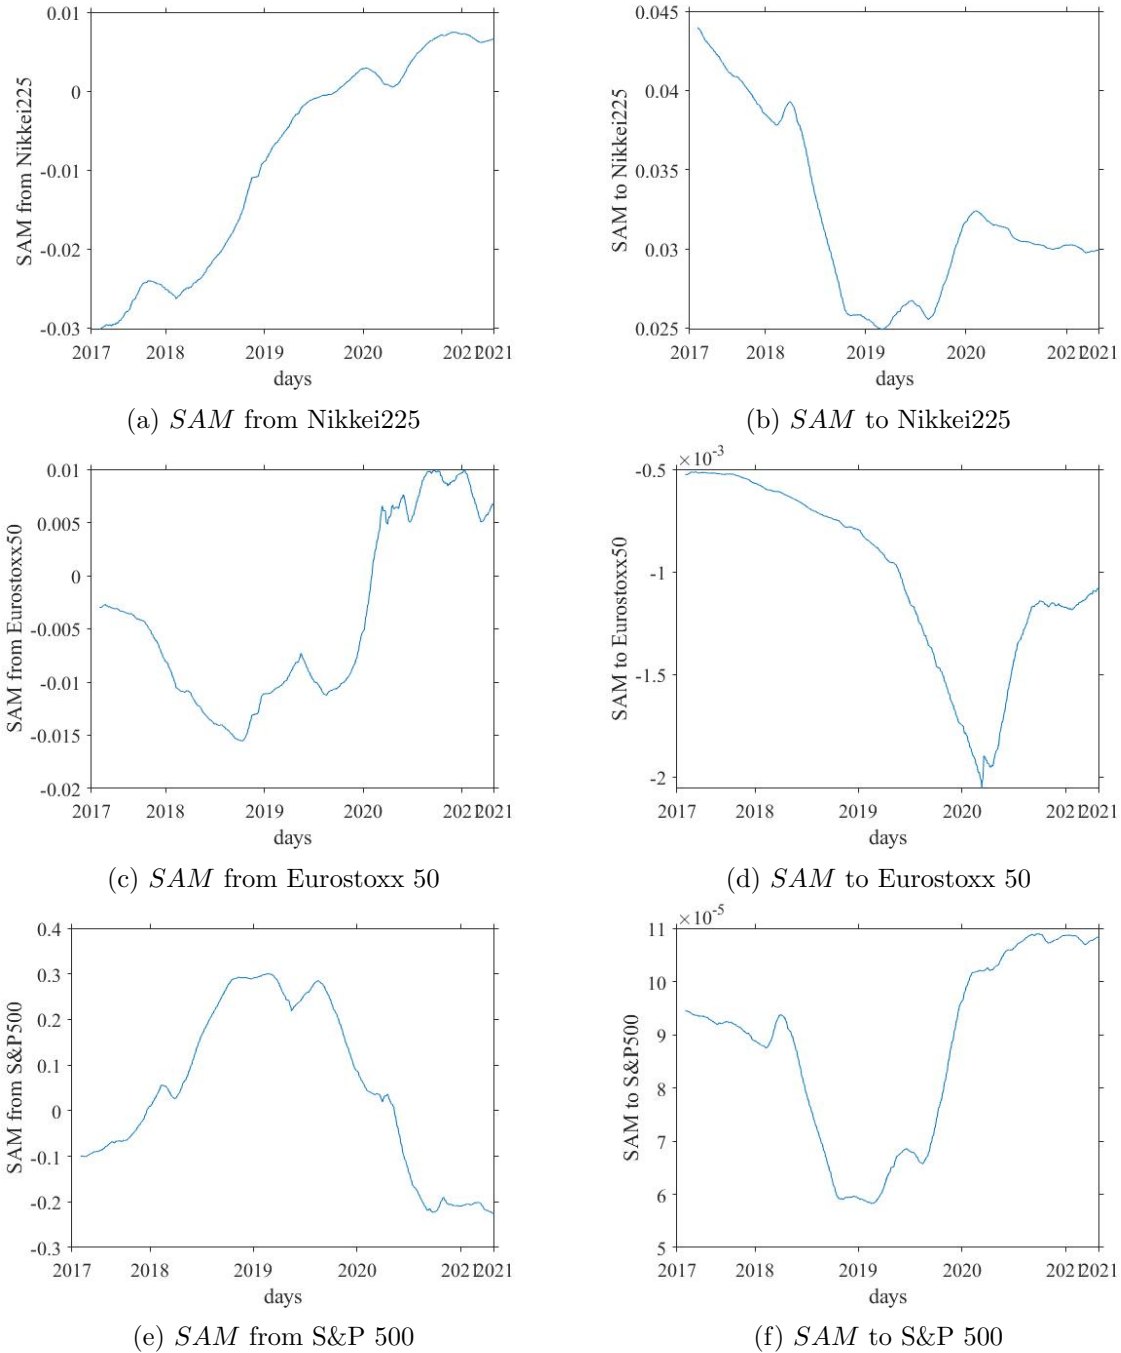 SAM from Nikkei225
0.01
0
-0.01
-0.02
-0.03
2017 2018 2019 2020 2021 2021
days
(a) SAM from Nikkei225
SAM to Nikkei225
0.045
0.04
0.035
0.03
0.025
2017 2018 2019 2020 2021 2021
days
(b) SAM to Nikkei225
SAM from Eurostoxx50
0.01
0.005
0
-0.005
-0.01
-0.015
-0.02
2017 2018 2019 2020 2021 2021
days
(c) SAM from Eurostoxx 50
SAM to Eurostoxx50
×10-3
-0.5
-1
-1.5
-2
2017 2018 2019 2020 2021 2021
days
(d) SAM to Eurostoxx 50
SAM from S&P500
0.4
0.3
0.2
0.1
0
-0.1
-0.2
-0.3
2017 2018 2019 2020 2021 2021
days
(e) SAM from S&P 500
SAM to S&P500
×10-5
11
10
9
8
7
6
5
2017 2018 2019 2020 2021 2021
days
(f) SAM to S&P 500